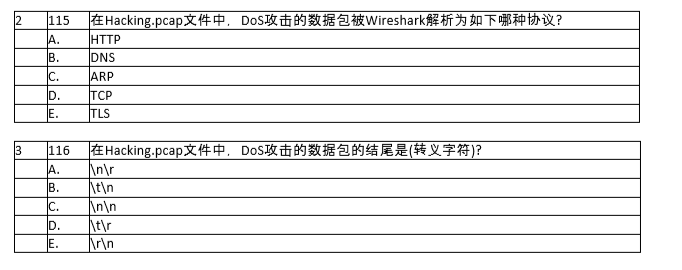 2 115 在Hacking.pcap文件中，DoS攻击的数据包被Wireshark解析为如下哪种协议?
A. HTTP
B. DNS
C. ARP
D. TCP
E. TLS
3 116 在Hacking.pcap文件中，DoS攻击的数据包的结尾是(转义字符)?
A. \n\r
B. \t\n
C. \n\n
D. \t\r
E. \r\n